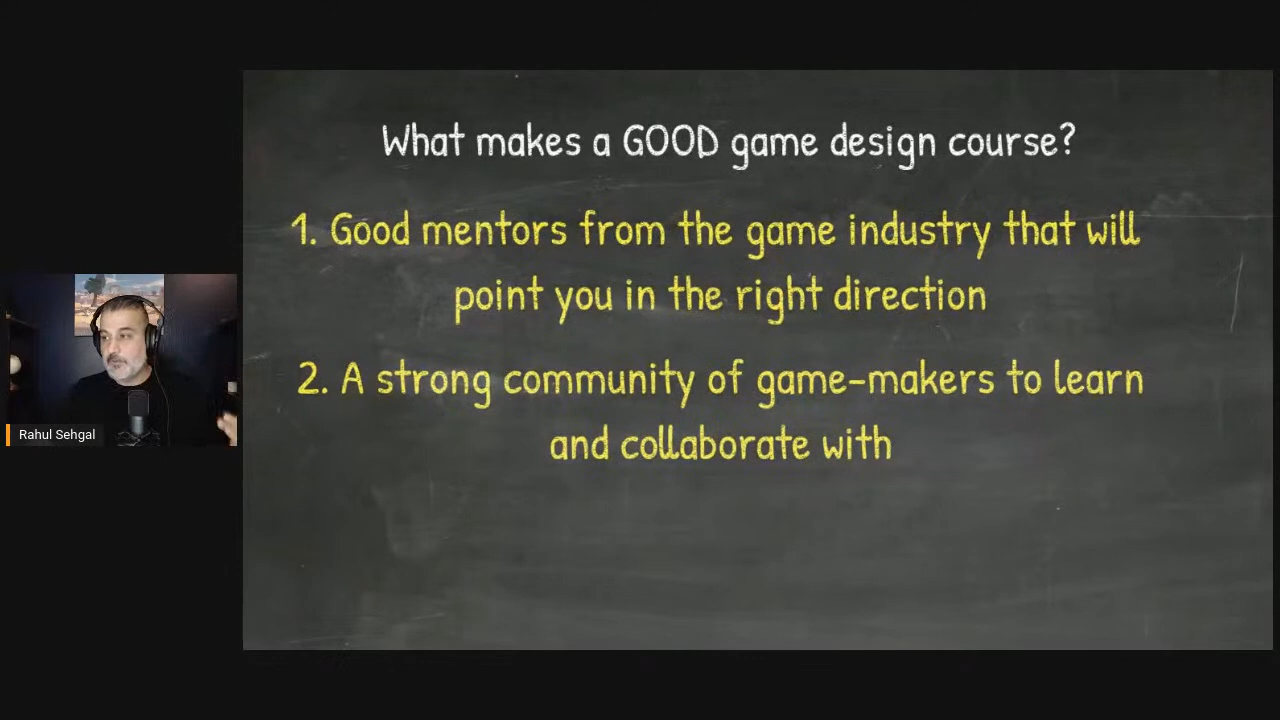 What makes a GOOD game design course?
1. Good mentors from the game industry that will
point you in the right direction
2. A strong community of game-makers to learn
and collaborate with
Rahul Sehgal